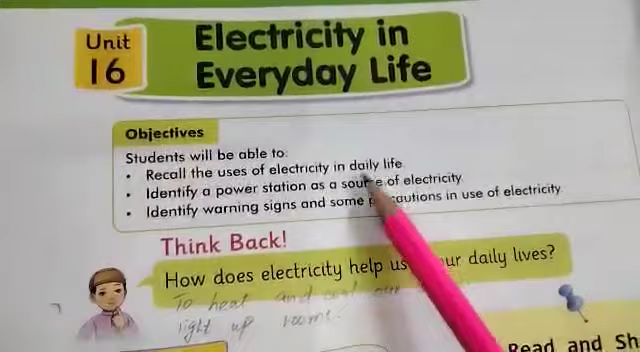 Unit
16
Electricity in
Everyday Life
Objectives
Students will be able to:
• Recall the uses of electricity in daily life
• Identify a power station as a source of electricity
• Identify warning signs and some precautions in use of electricity
Think Back!
How does electricity help us our daily lives?
To heat and cool our
light up rooms.
Read and Sh